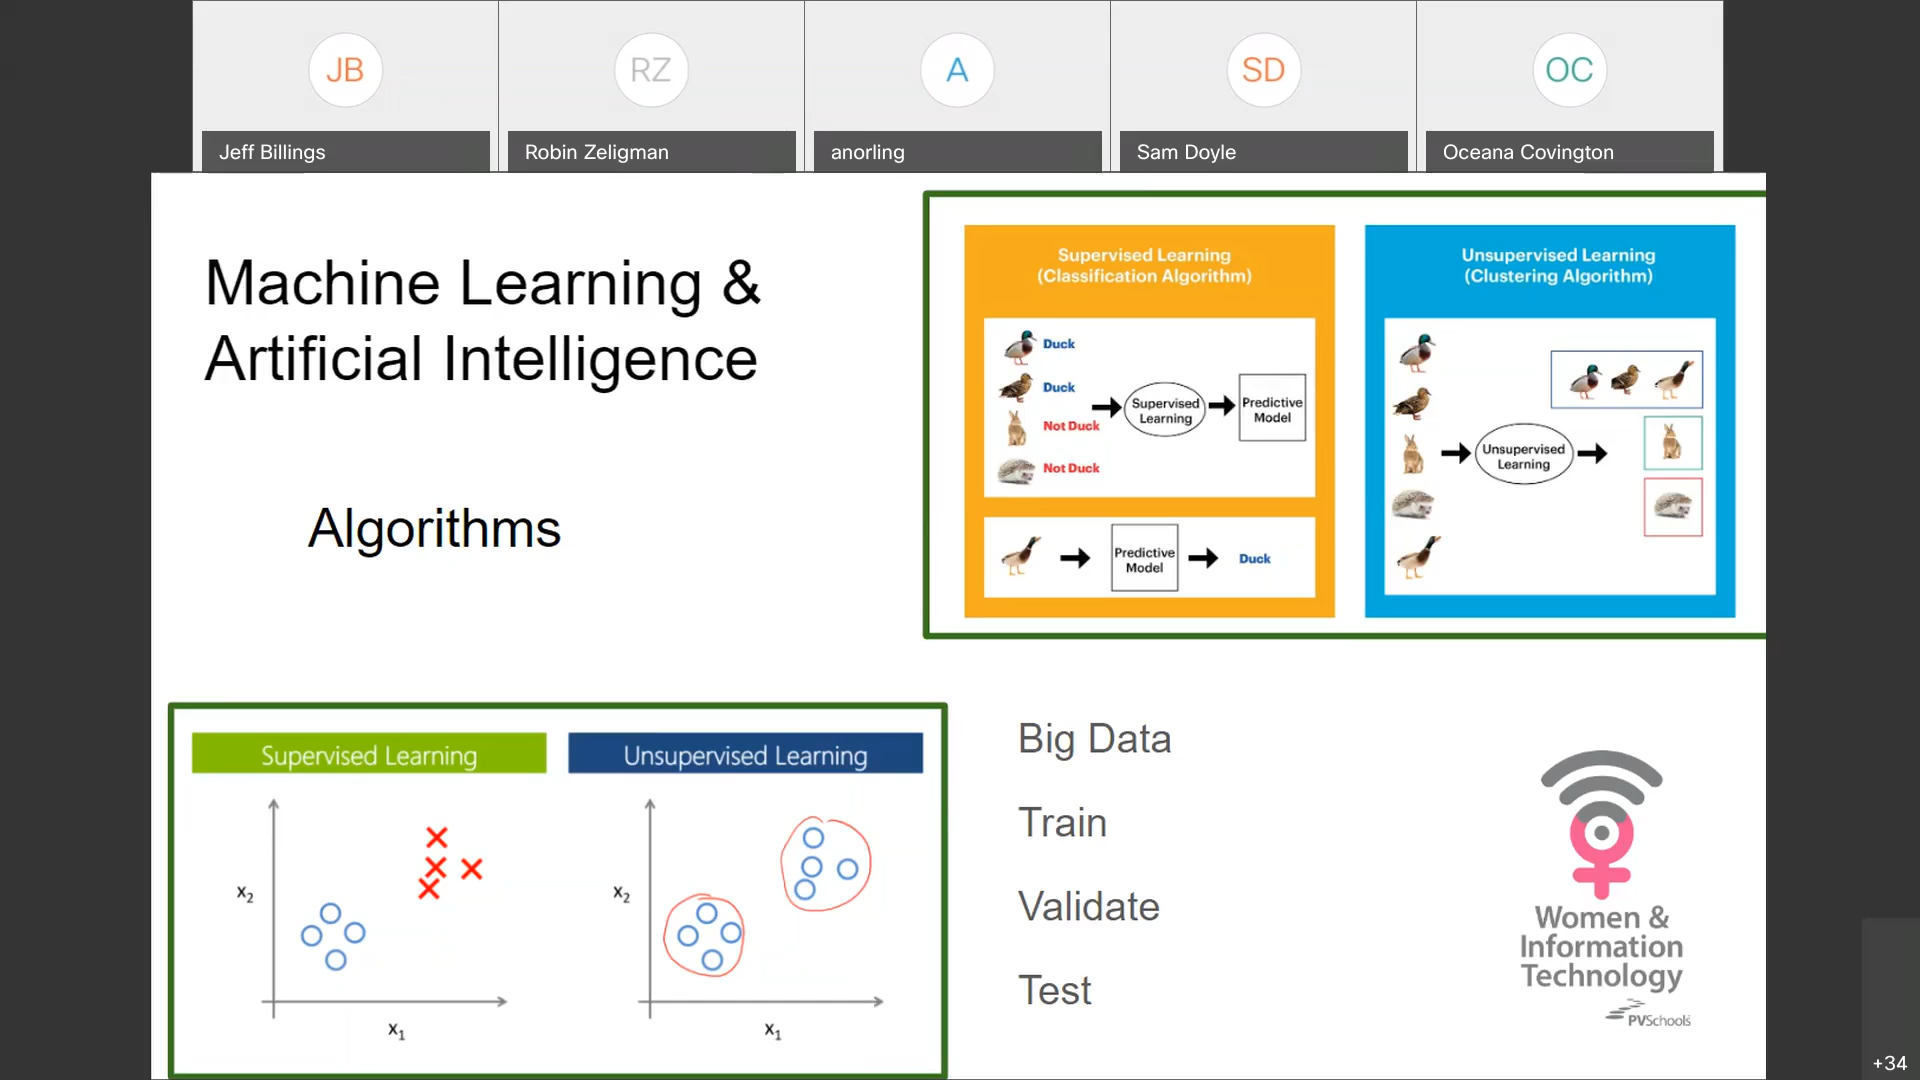 JB
RZ
A
SD
OC
Jeff Billings
Robin Zeligman
anorling
Sam Doyle
Oceana Covington
Machine Learning &
Artificial Intelligence
Algorithms
Supervised Learning
(Classification Algorithm)
Duck
Duck
Not Duck
Not Duck
Supervised
Learning
Predictive
Model
Predictive
Model
Duck
Unsupervised Learning
(Clustering Algorithm)
Unsupervised
Learning
Supervised Learning
x2
x1
Unsupervised Learning
x2
x1
Big Data
Train
Validate
Test
Women &
Information
Technology
PVSchools
+34